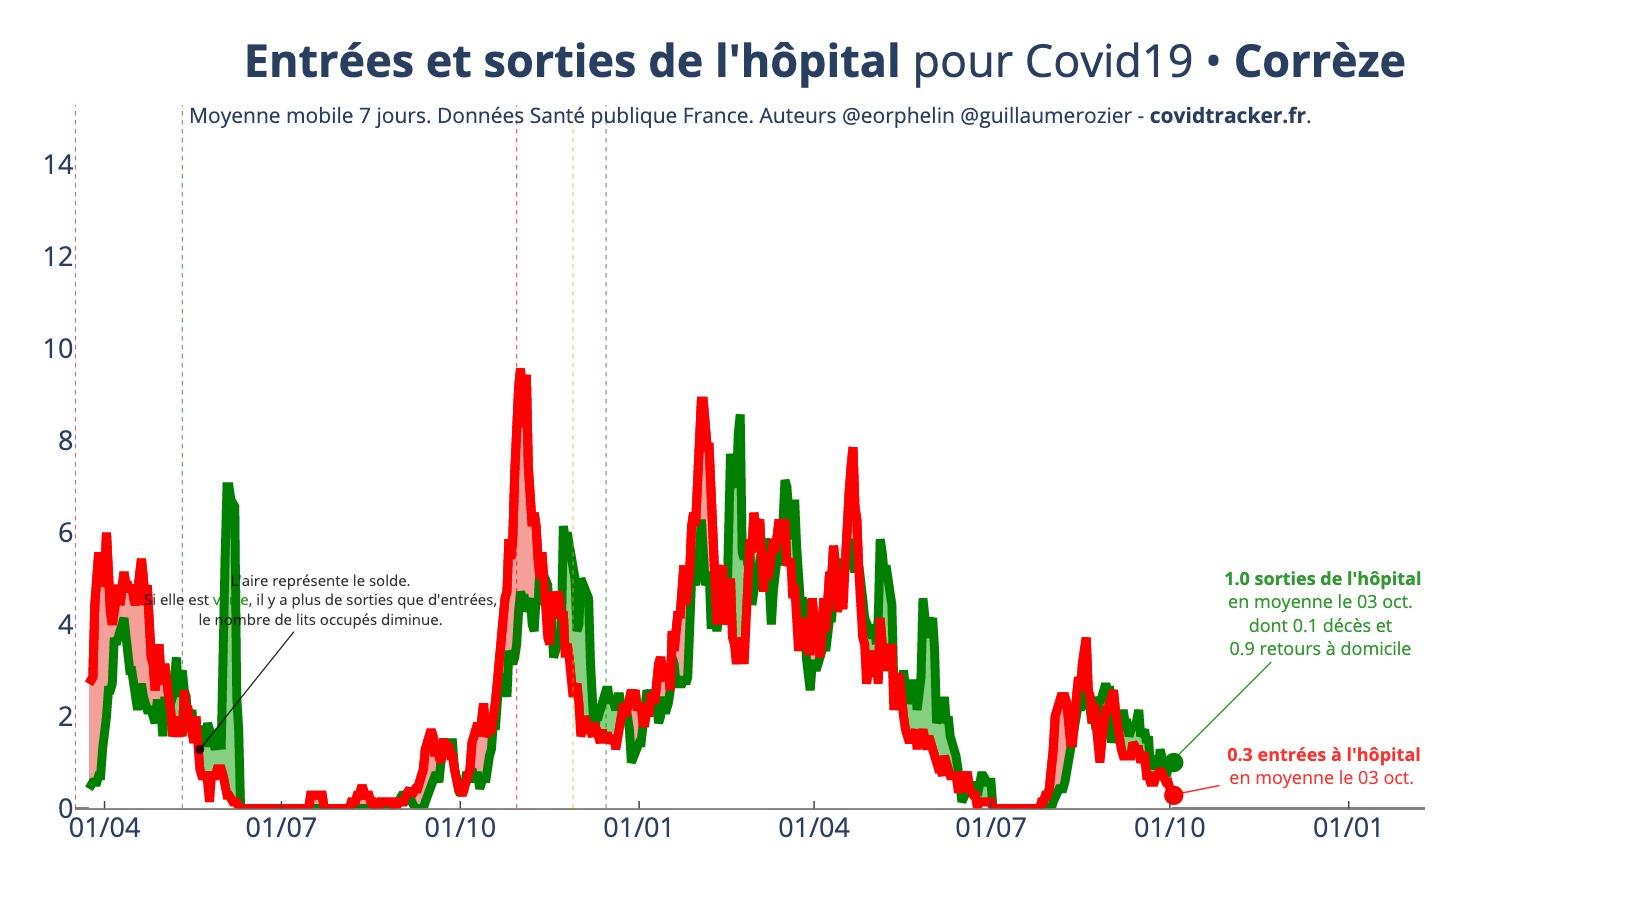 Entrées et sorties de l'hôpital pour Covid19 • Corrèze
Moyenne mobile 7 jours. Données Santé publique France. Auteurs @eorphelin @guillaumerozier - covidtracker.fr.
14
12
10
8
6
4
2
0
L'aire représente le solde.
Si elle est verte, il y a plus de sorties que d'entrées,
le nombre de lits occupés diminue.
1.0 sorties de l'hôpital
en moyenne le 03 oct.
dont 0.1 décès et
0.9 retours à domicile
0.3 entrées à l'hôpital
en moyenne le 03 oct.
01/04 01/07 01/10 01/01 01/04 01/07 01/10 01/01